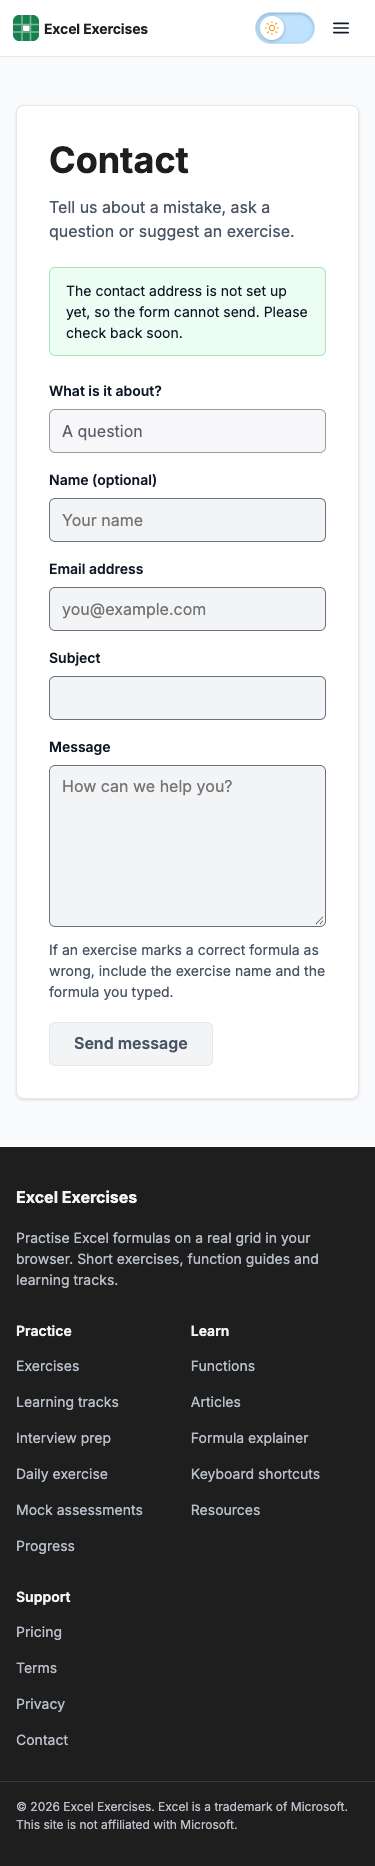 Excel Exercises
Contact
Tell us about a mistake, ask a
question or suggest an exercise.
The contact address is not set up
yet, so the form cannot send. Please
check back soon.
What is it about?
A question
Name (optional)
Your name
Email address
you@example.com
Subject
Message
How can we help you?
If an exercise marks a correct formula as
wrong, include the exercise name and the
formula you typed.
Send message
Excel Exercises
Practise Excel formulas on a real grid in your
browser. Short exercises, function guides and
learning tracks.
Practice
Exercises
Learning tracks
Interview prep
Daily exercise
Mock assessments
Progress
Learn
Functions
Articles
Formula explainer
Keyboard shortcuts
Resources
Support
Pricing
Terms
Privacy
Contact
© 2026 Excel Exercises. Excel is a trademark of Microsoft.
This site is not affiliated with Microsoft.